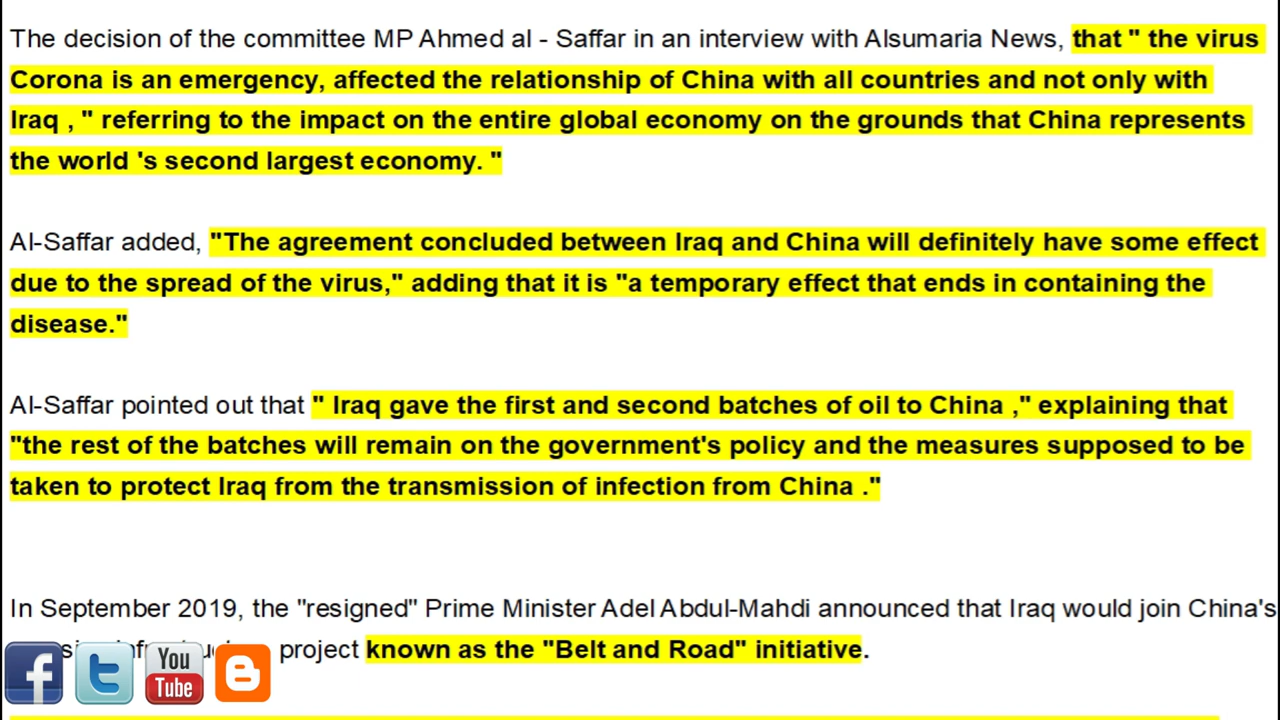 The decision of the committee MP Ahmed al - Saffar in an interview with Alsumaria News, that " the virus
Corona is an emergency, affected the relationship of China with all countries and not only with
Iraq , " referring to the impact on the entire global economy on the grounds that China represents
the world 's second largest economy. "
Al-Saffar added, "The agreement concluded between Iraq and China will definitely have some effect
due to the spread of the virus," adding that it is "a temporary effect that ends in containing the
disease."
Al-Saffar pointed out that " Iraq gave the first and second batches of oil to China ," explaining that
"the rest of the batches will remain on the government's policy and the measures supposed to be
taken to protect Iraq from the transmission of infection from China ."
In September 2019, the "resigned" Prime Minister Adel Abdul-Mahdi announced that Iraq would join China's
project known as the "Belt and Road" initiative.
f t You Tube B